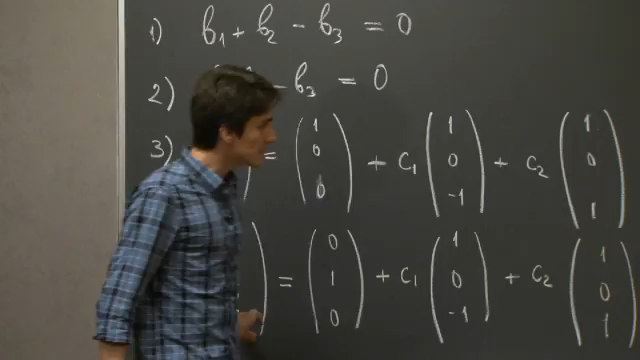 1) b₁ + b₂ - b₃ = 0
2) - b₃ = 0
3) = (1 0 0) + c₁ (1 0 -1) + c₂ (1 0 1)
= (0 1 0) + c₁ (1 0 -1) + c₂ (1 0 1)